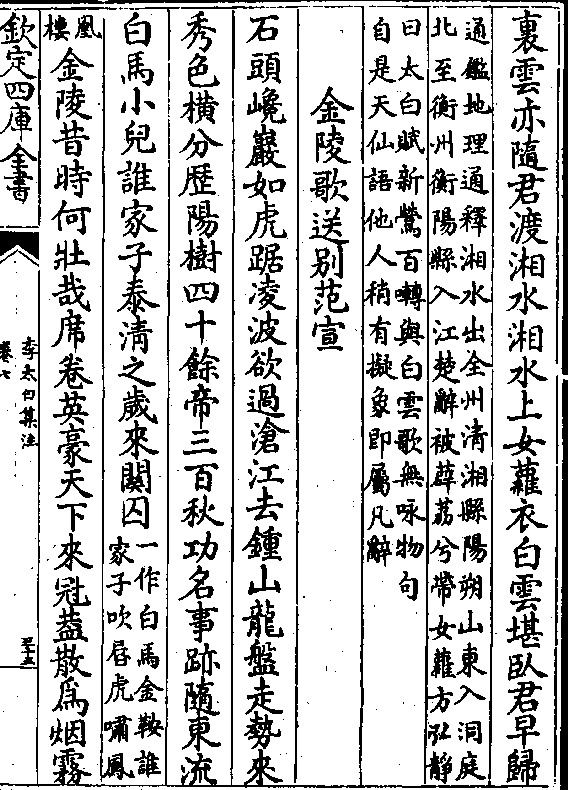 裏雲亦隨君渡湘水湘水上女蘿衣白雲堪臥君早歸
通鑑地理通釋湘水出全州清湘縣陽朔山東入洞庭
北至衡州衡陽縣入江楚辭被薜荔兮帶女蘿方弘靜
曰太白賦新鶯百囀與白雲歌無咏物句
自是天仙語他人稍有擬象即屬凡辭
金陵歌送别范宣
石頭巉巖如虎踞凌波欲過滄江去鍾山龍盤走勢來
秀色橫分歴陽樹四十餘帝三百秋功名事跡隨東流
白馬小兒誰家子泰清之歲來關囚
一作白馬金鞍誰
家子吹唇虎嘯鳳
凰
樓
金陵昔時何壯哉席卷英豪天下來冠葢散為烟霧
欽定四庫全書
李太白集注
卷七
三十五